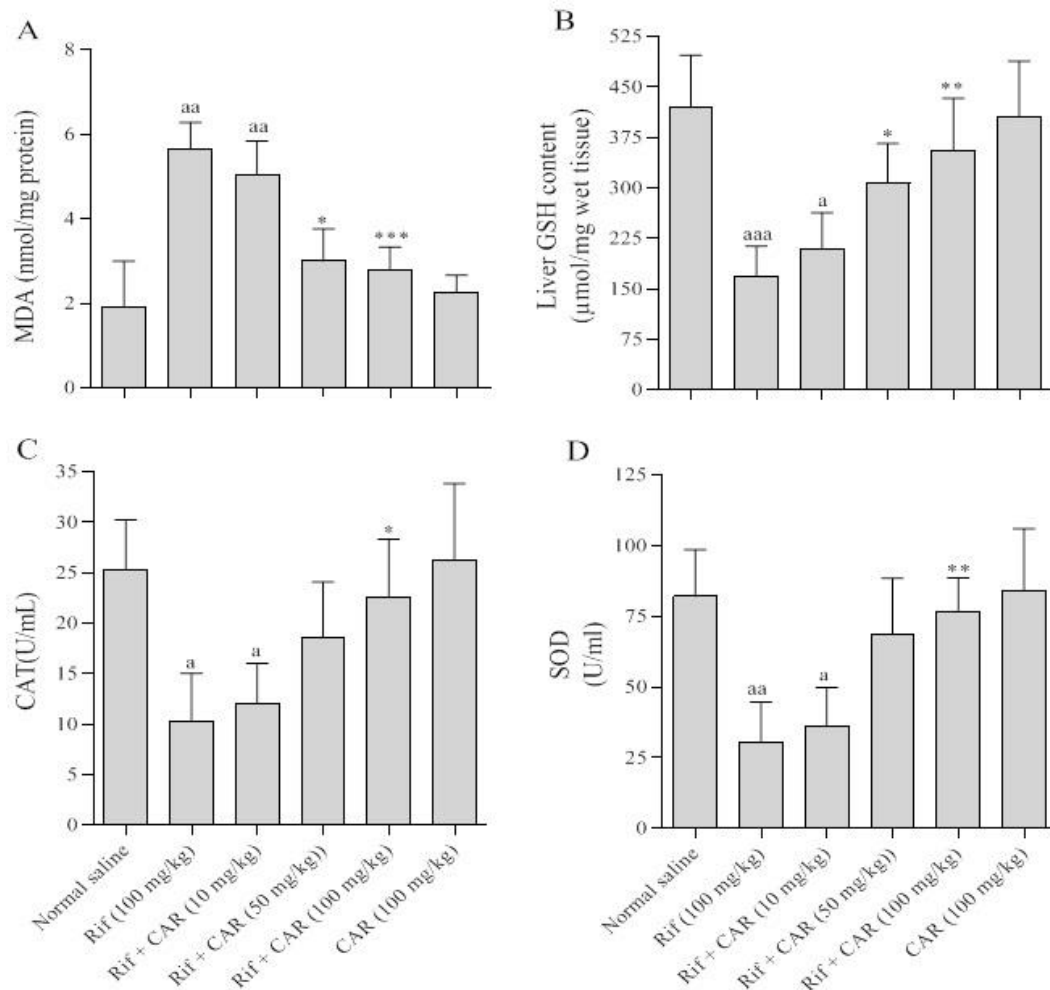 A
MDA (nmol/mg protein)
8
6
4
2
0
aa
aa
*
***
B
Liver GSH content
(µmol/mg wet tissue)
525
450
375
300
225
150
75
0
aaa
a
*
**
C
CAT(U/mL)
35
30
25
20
15
10
5
0
a
a
*
Normal saline
Rif (100 mg/kg)
Rif + CAR (10 mg/kg)
Rif + CAR (50 mg/kg))
Rif + CAR (100 mg/kg)
CAR (100 mg/kg)
D
SOD
(U/ml)
125
100
75
50
25
0
aa
a
**
Normal saline
Rif (100 mg/kg)
Rif + CAR (10 mg/kg)
Rif + CAR (50 mg/kg))
Rif + CAR (100 mg/kg)
CAR (100 mg/kg)